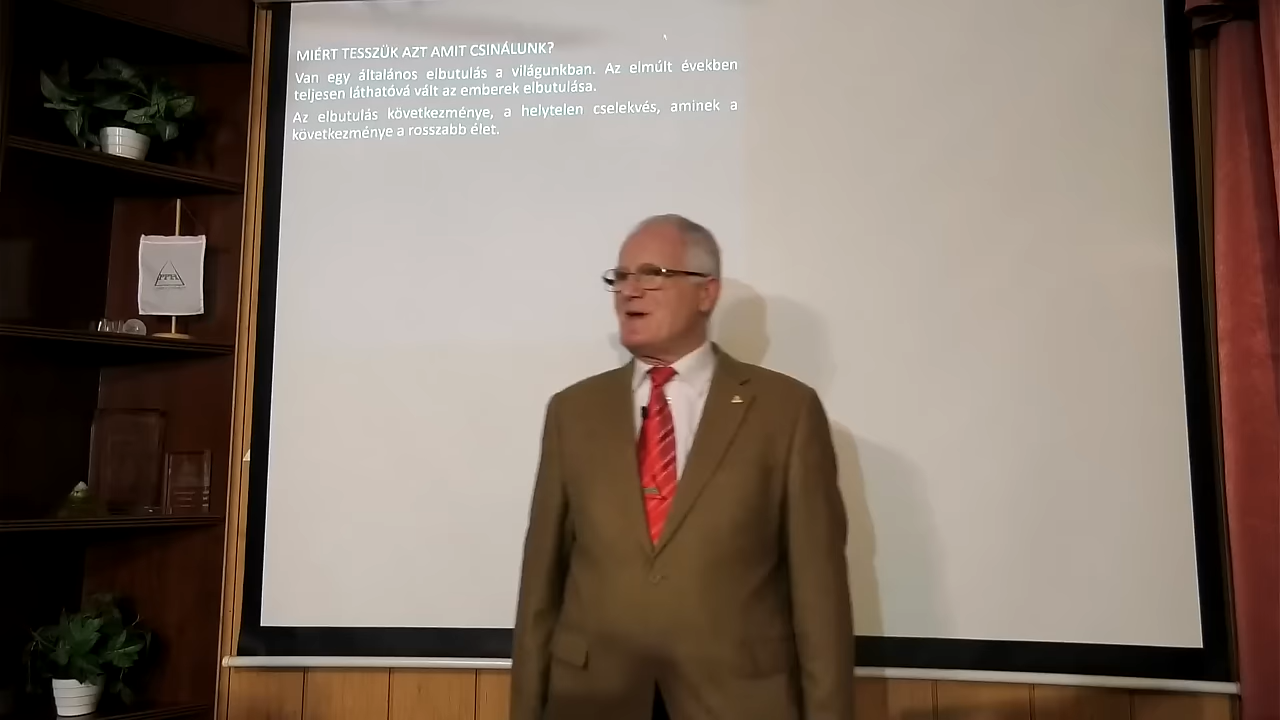 MIÉRT TESSZÜK AZT AMIT CSINÁLUNK?
Van egy általános elbutulás a világunkban. Az elmúlt években
teljesen láthatóvá vált az emberek elbutulása.
Az elbutulás következménye, a helytelen cselekvés, aminek a
következménye a rosszabb élet.